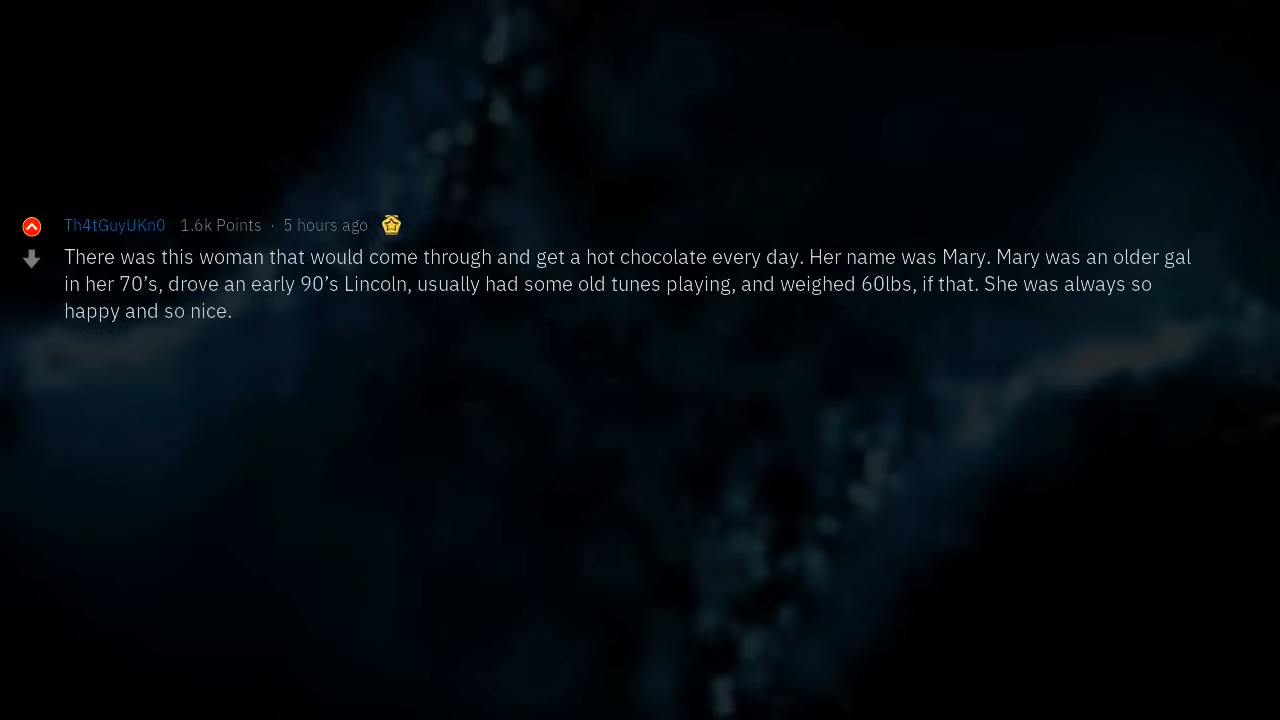 Th4tGuyUKn0 1.6k Points · 5 hours ago
There was this woman that would come through and get a hot chocolate every day. Her name was Mary. Mary was an older gal
in her 70’s, drove an early 90’s Lincoln, usually had some old tunes playing, and weighed 60lbs, if that. She was always so
happy and so nice.